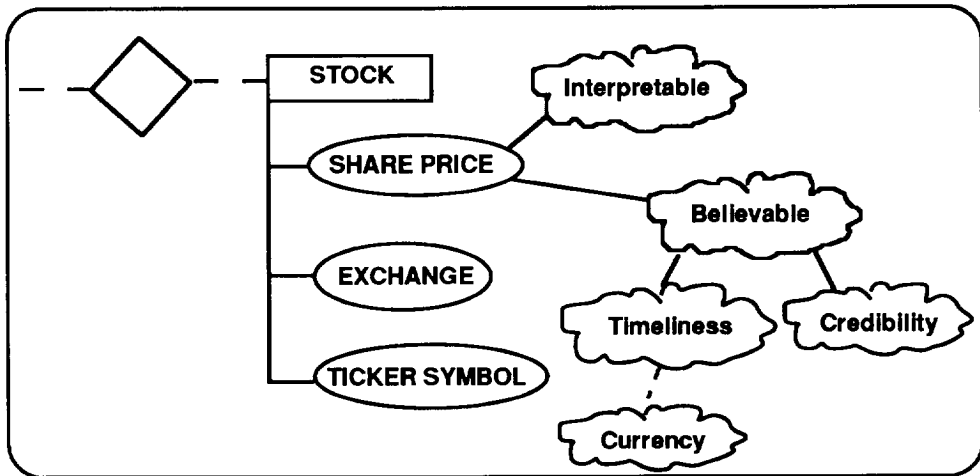 STOCK
Interpretable
SHARE PRICE
Believable
EXCHANGE
Timeliness
Credibility
TICKER SYMBOL
Currency